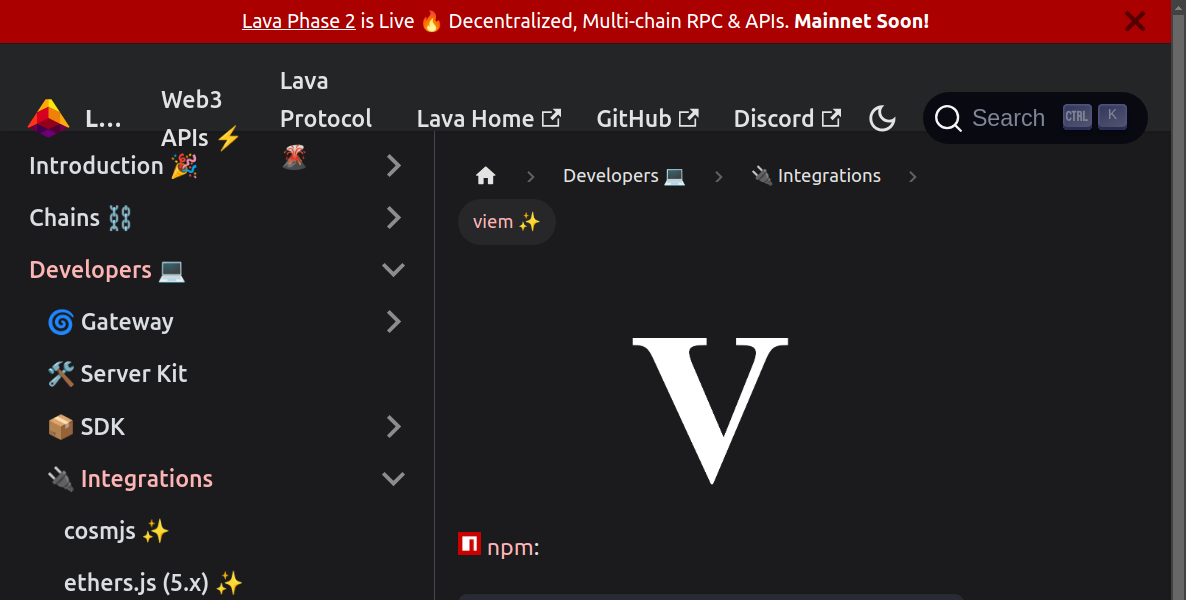 Lava Phase 2 is Live 🔥 Decentralized, Multi-chain RPC & APIs. Mainnet Soon!
L...
Web3
APIs ⚡
Lava
Protocol
🌋
Lava Home
GitHub
Discord
Search
CTRL
K
Introduction 🎉
Chains ⛓️
Developers 💻
🌀 Gateway
🛠️ Server Kit
📦 SDK
🔌 Integrations
cosmjs ✨
ethers.js (5.x) ✨
Developers 💻
🔌 Integrations
viem ✨
V
npm: